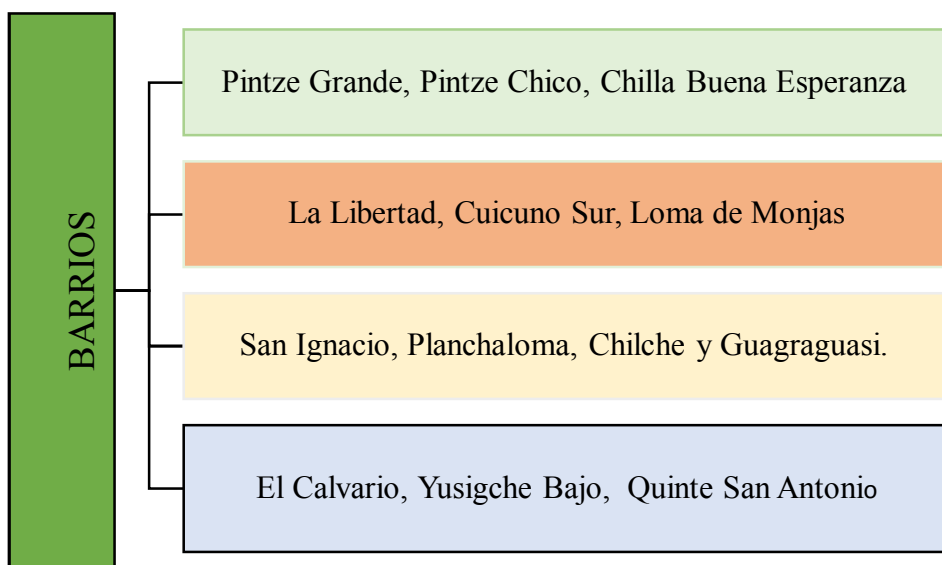 BARRIOS
Pintze Grande, Pintze Chico, Chilla Buena Esperanza
La Libertad, Cuicuno Sur, Loma de Monjas
San Ignacio, Planchaloma, Chilche y Guagraguasi.
El Calvario, Yusigche Bajo, Quinte San Antonio